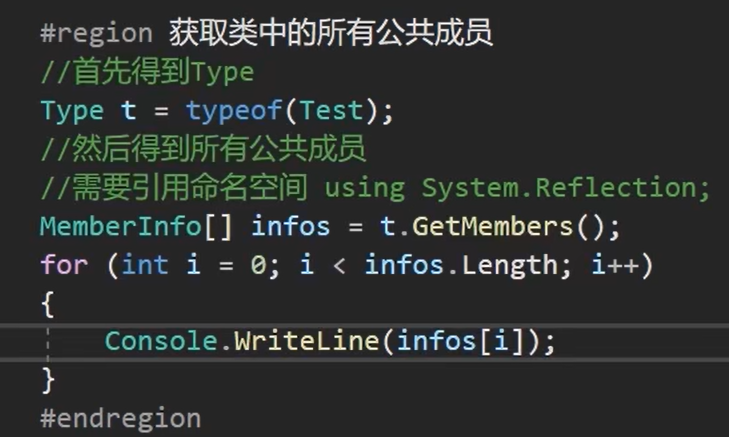 #region 获取类中的所有公共成员
//首先得到Type
Type t = typeof(Test);
//然后得到所有公共成员
//需要引用命名空间 using System.Reflection;
MemberInfo[] infos = t.GetMembers();
for (int i = 0; i < infos.Length; i++)
{
Console.WriteLine(infos[i]);
}
#endregion